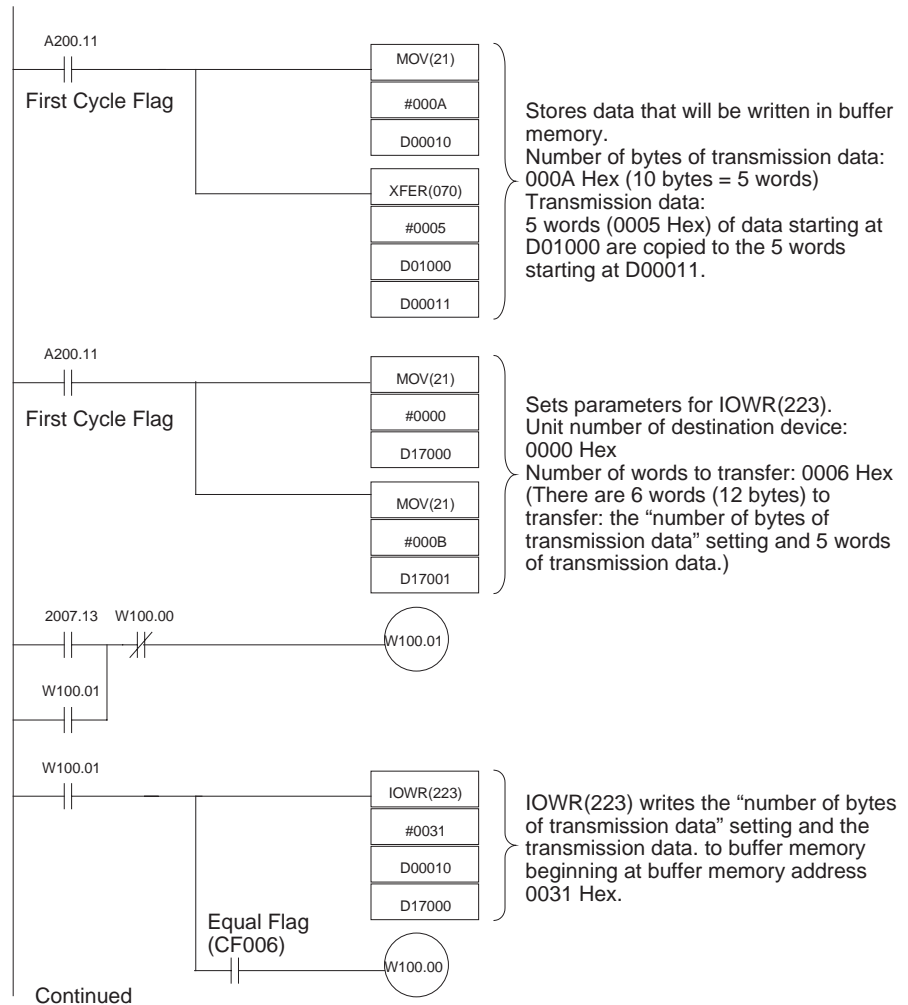 A200.11
First Cycle Flag
MOV(21)
#000A
D00010
XFER(070)
#0005
D01000
D00011
Stores data that will be written in buffer
memory.
Number of bytes of transmission data:
000A Hex (10 bytes = 5 words)
Transmission data:
5 words (0005 Hex) of data starting at
D01000 are copied to the 5 words
starting at D00011.
A200.11
First Cycle Flag
MOV(21)
#0000
D17000
MOV(21)
#000B
D17001
Sets parameters for IOWR(223).
Unit number of destination device:
0000 Hex
Number of words to transfer: 0006 Hex
(There are 6 words (12 bytes) to
transfer: the “number of bytes of
transmission data” setting and 5 words
of transmission data.)
2007.13 W100.00
W100.01
W100.01
W100.01
IOWR(223)
#0031
D00010
D17000
IOWR(223) writes the “number of bytes
of transmission data” setting and the
transmission data. to buffer memory
beginning at buffer memory address
0031 Hex.
Equal Flag
(CF006)
W100.00
Continued